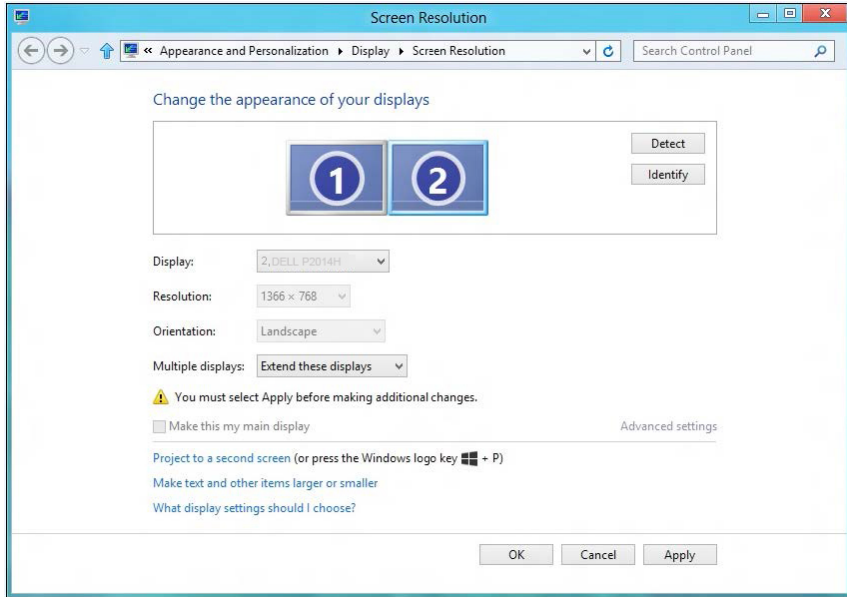 Screen Resolution
« Appearance and Personalization Display Screen Resolution Search Control Panel
Change the appearance of your displays
1 2
Detect
Identify
Display: 2,DELL P2014H
Resolution: 1366 × 768
Orientation: Landscape
Multiple displays: Extend these displays
You must select Apply before making additional changes.
Make this my main display Advanced settings
Project to a second screen (or press the Windows logo key + P)
Make text and other items larger or smaller
What display settings should I choose?
OK Cancel Apply